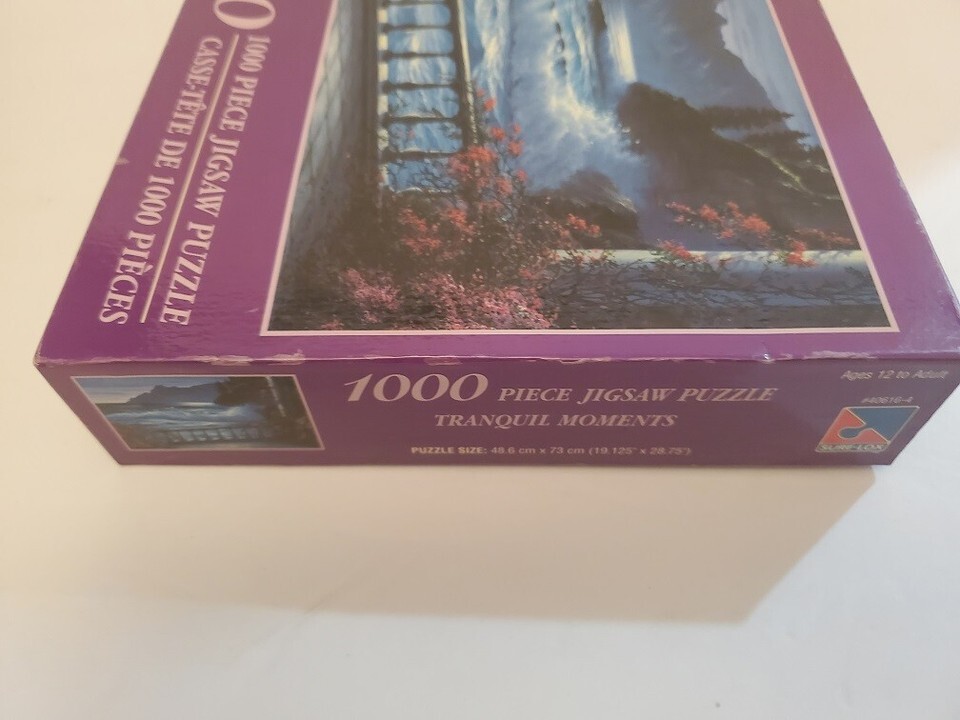 1000 PIECE JIGSAW PUZZLE
CASSE-TÊTE DE 1000 PIÈCES
1000 PIECE JIGSAW PUZZLE
TRANQUIL MOMENTS
PUZZLE SIZE: 48.6 cm x 73 cm (19.125" x 28.75")
Ages 12 to Adult
#40616-4
SURE-LOX